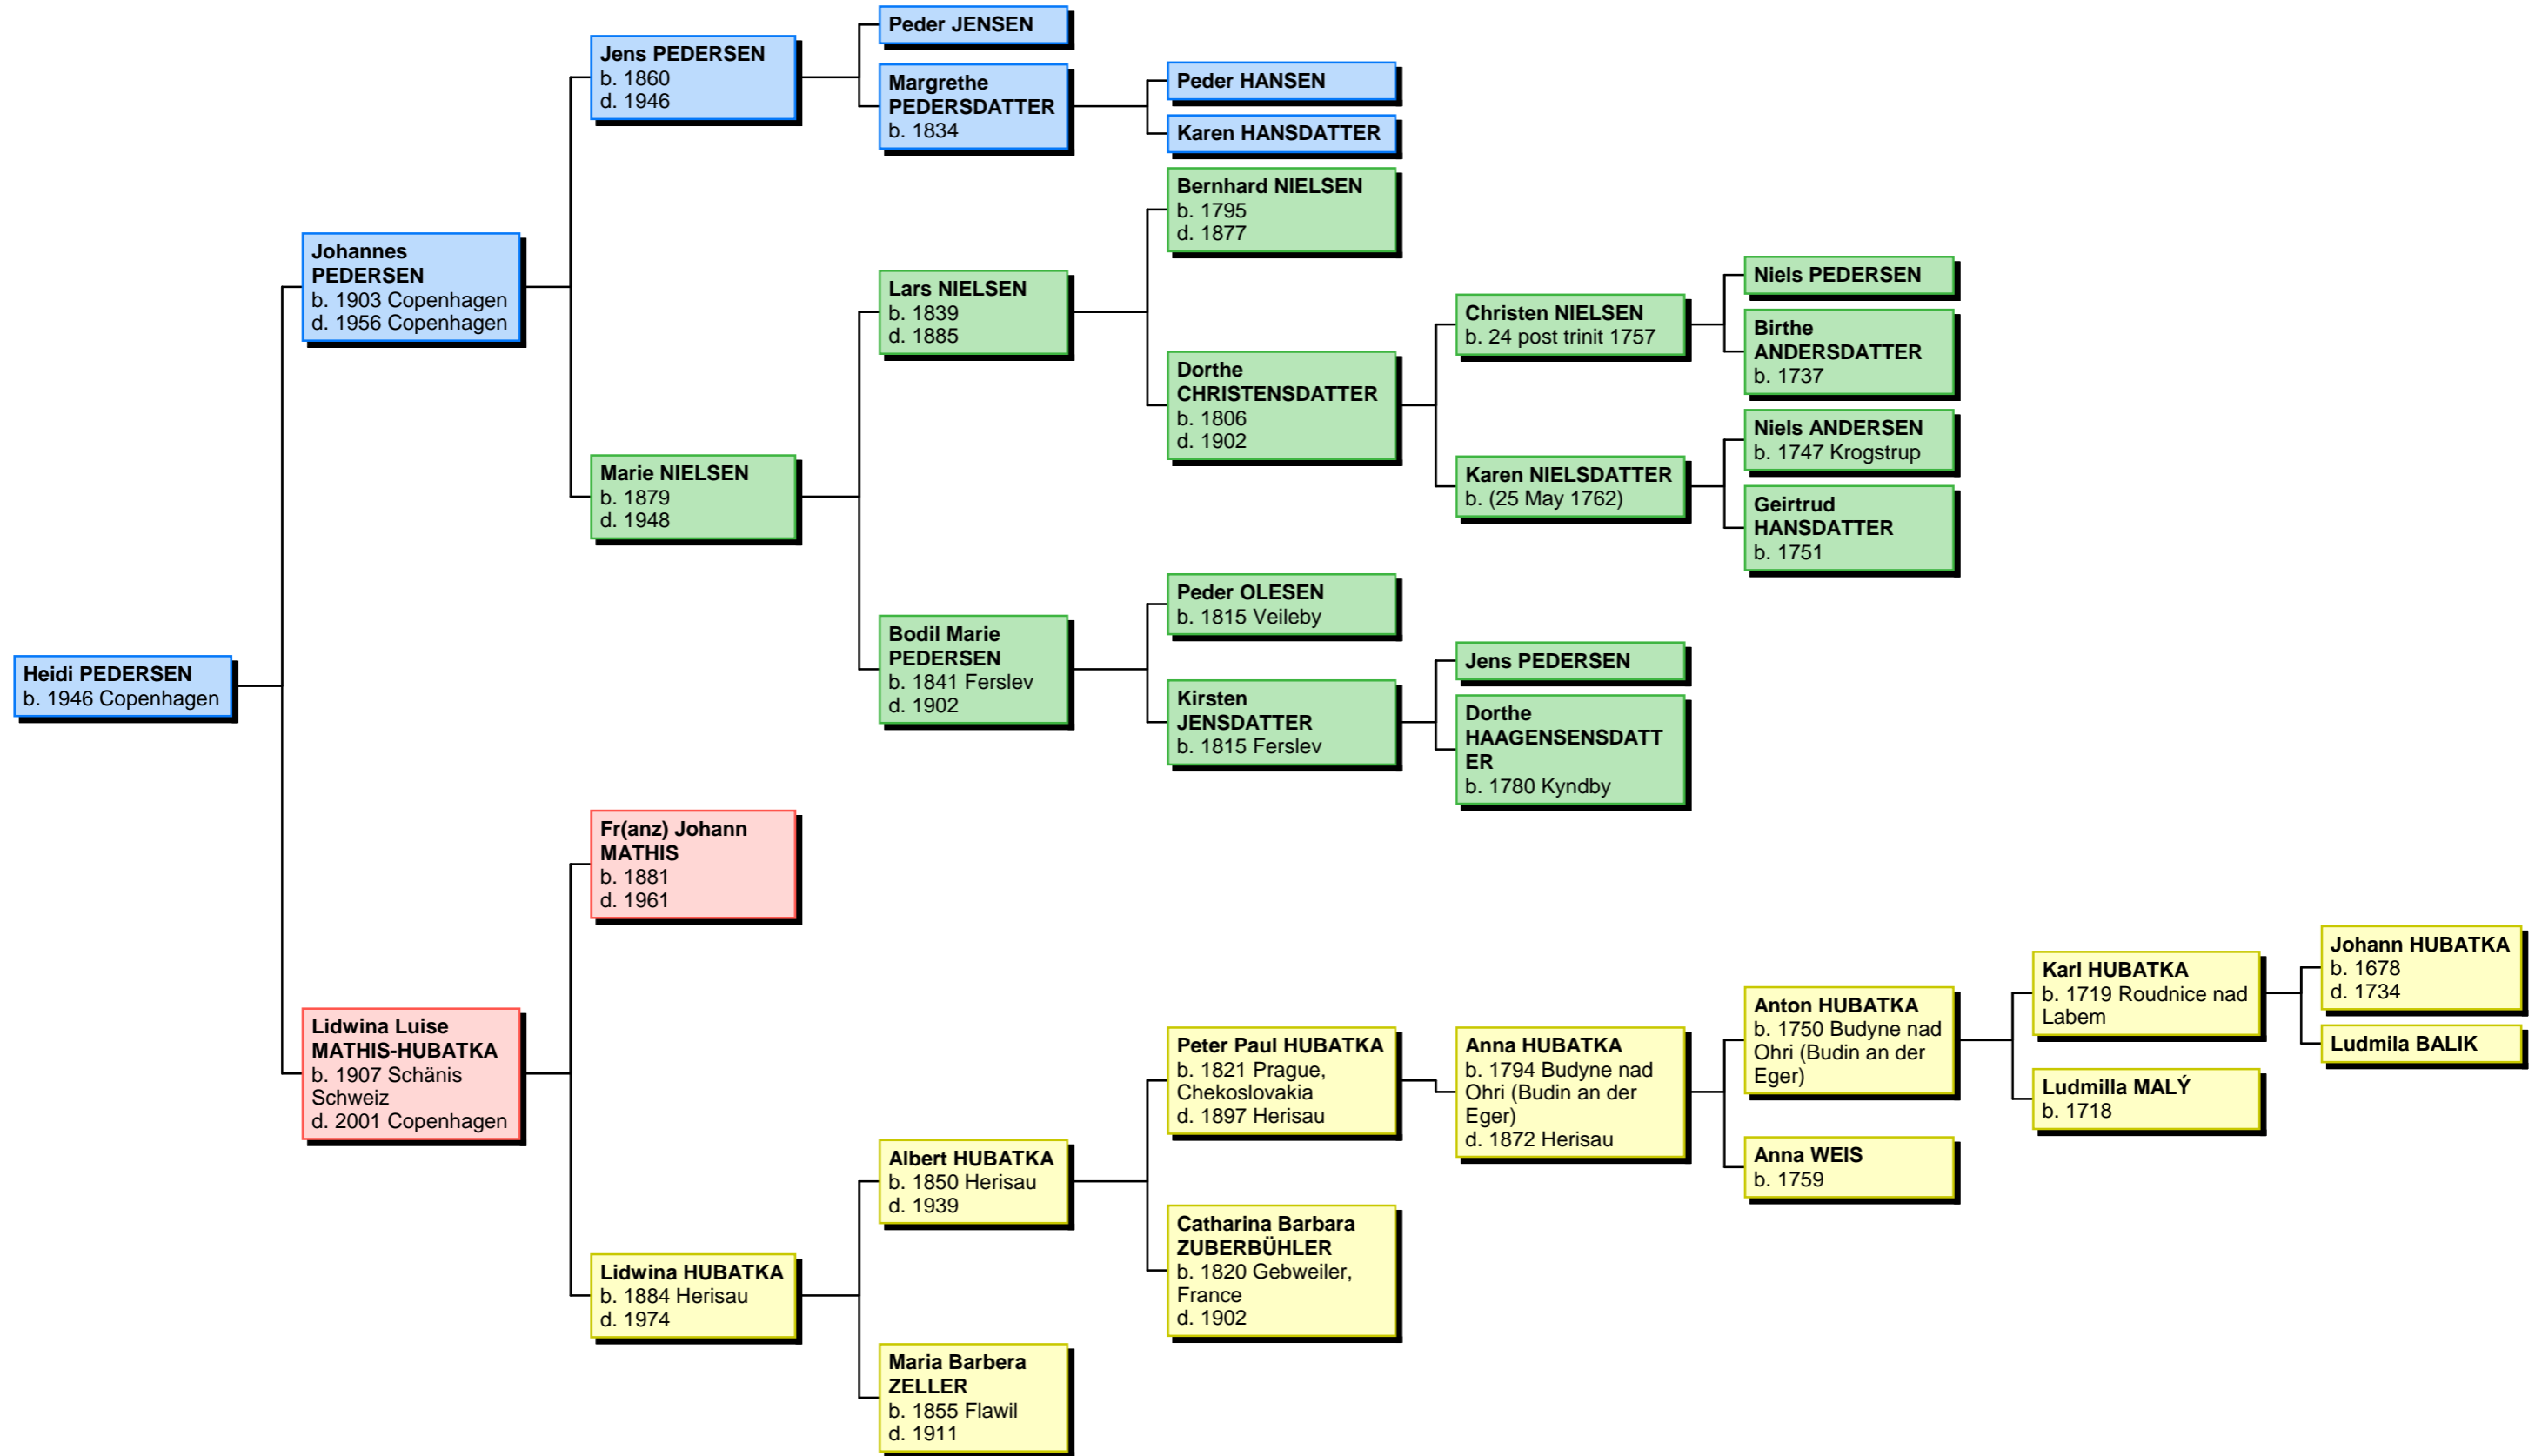 Heidi PEDERSEN
b. 1946 Copenhagen
Johannes
PEDERSEN
b. 1903 Copenhagen
d. 1956 Copenhagen
Lidwina Luise
MATHIS-HUBATKA
b. 1907 Schänis
Schweiz
d. 2001 Copenhagen
Jens PEDERSEN
b. 1860
d. 1946
Marie NIELSEN
b. 1879
d. 1948
Fr(anz) Johann
MATHIS
b. 1881
d. 1961
Lidwina HUBATKA
b. 1884 Herisau
d. 1974
Peder JENSEN
Margrethe
PEDERSDATTER
b. 1834
Lars NIELSEN
b. 1839
d. 1885
Bodil Marie
PEDERSEN
b. 1841 Ferslev
d. 1902
Albert HUBATKA
b. 1850 Herisau
d. 1939
Maria Barbera
ZELLER
b. 1855 Flawil
d. 1911
Peder HANSEN
Karen HANSDATTER
Bernhard NIELSEN
b. 1795
d. 1877
Dorthe
CHRISTENSDATTER
b. 1806
d. 1902
Peder OLESEN
b. 1815 Veileby
Kirsten
JENSDATTER
b. 1815 Ferslev
Peter Paul HUBATKA
b. 1821 Prague,
Chekoslovakia
d. 1897 Herisau
Catharina Barbara
ZUBERBÜHLER
b. 1820 Gebweiler,
France
d. 1902
Christen NIELSEN
b. 24 post trinit 1757
Karen NIELSDATTER
b. (25 May 1762)
Jens PEDERSEN
Dorthe
HAAGENSENSDATT
ER
b. 1780 Kyndby
Anna HUBATKA
b. 1794 Budyne nad
Ohri (Budin an der
Eger)
d. 1872 Herisau
Niels PEDERSEN
Birthe
ANDERSDATTER
b. 1737
Niels ANDERSEN
b. 1747 Krogstrup
Geirtrud
HANSDATTER
b. 1751
Anton HUBATKA
b. 1750 Budyne nad
Ohri (Budin an der
Eger)
Anna WEIS
b. 1759
Karl HUBATKA
b. 1719 Roudnice nad
Labem
Ludmilla MALÝ
b. 1718
Johann HUBATKA
b. 1678
d. 1734
Ludmila BALIK